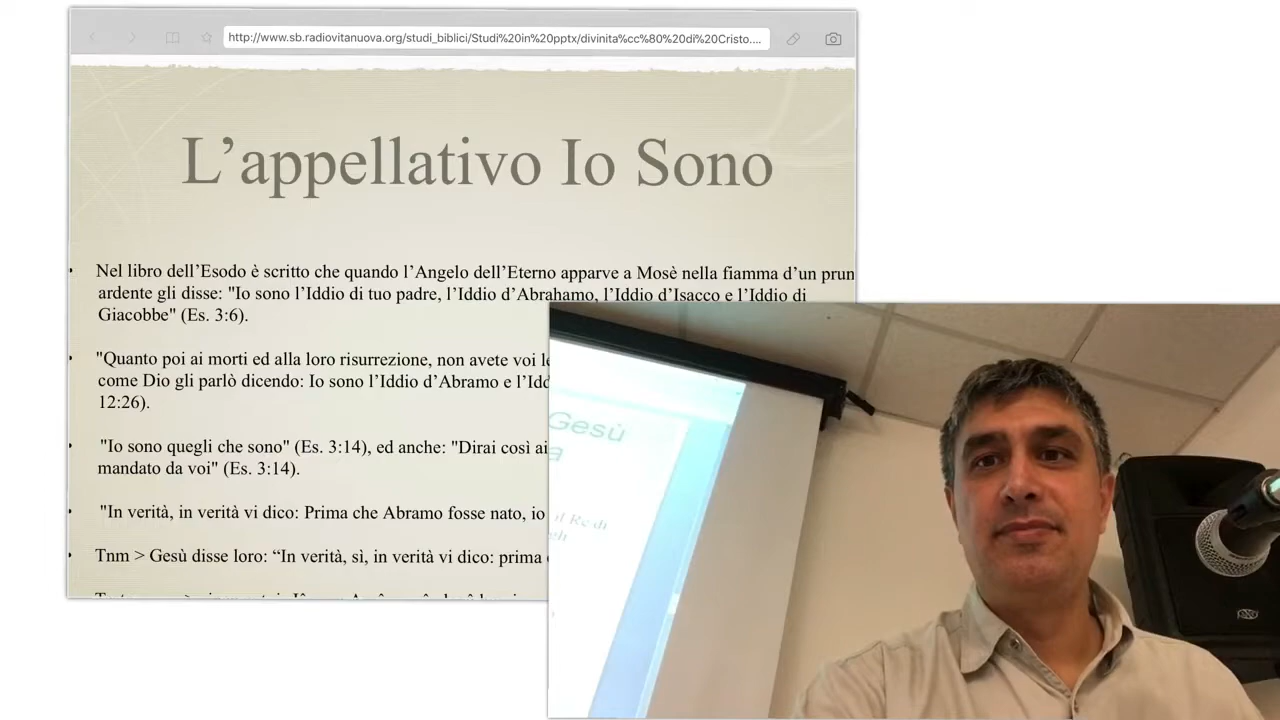 http://www.sb.radiovitanuova.org/studi_biblici/Studi%20in%20pptx/divinita%cc%80%20di%20Cristo....
L’appellativo Io Sono
• Nel libro dell’Esodo è scritto che quando l’Angelo dell’Eterno apparve a Mosè nella fiamma d’un prun
ardente gli disse: "Io sono l’Iddio di tuo padre, l’Iddio d’Abrahamo, l’Iddio d’Isacco e l’Iddio di
Giacobbe" (Es. 3:6).
• "Quanto poi ai morti ed alla loro risurrezione, non avete voi
come Dio gli parlò dicendo: Io sono l’Iddio d’Abramo e
12:26).
• "Io sono quegli che sono" (Es. 3:14), ed anche: "Dirai così ai
mandato da voi" (Es. 3:14).
• "In verità, in verità vi dico: Prima che Abramo fosse nato, io
• Tnm > Gesù disse loro: “In verità, sì, in verità vi dico: prima
Gesù
il Re di